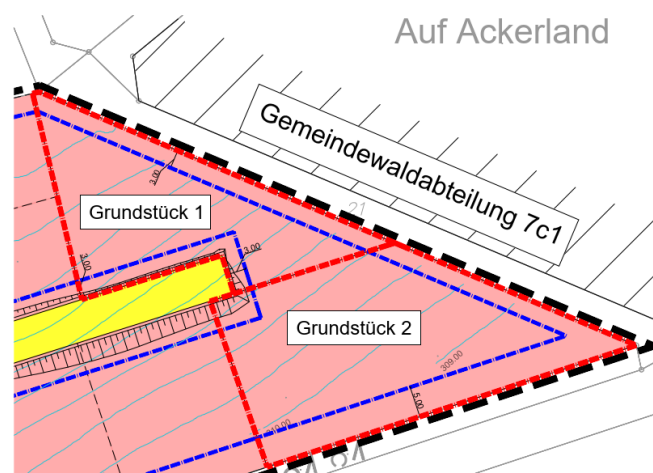 Auf Ackerland
Gemeindewaldabteilung 7c1
3.00
21
Grundstück 1
3.00
3.00
Grundstück 2
309.00
5.00